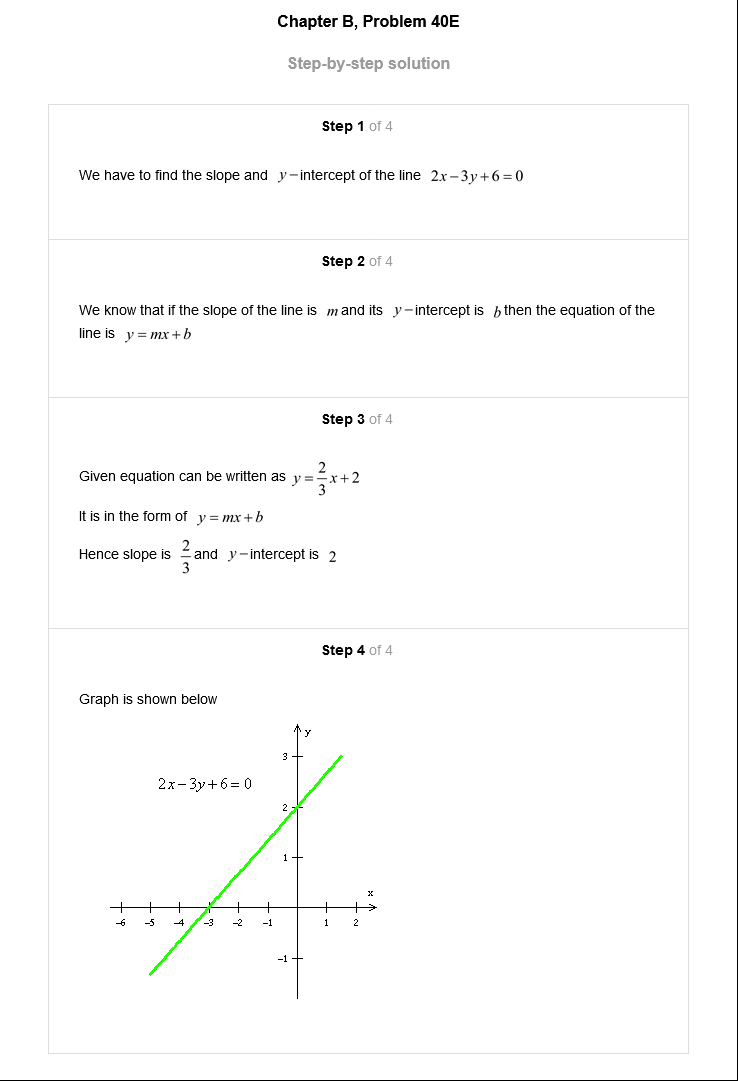 Chapter B, Problem 40E
Step-by-step solution
Step 1 of 4
We have to find the slope and y−intercept of the line 2x−3y+6=0
Step 2 of 4
We know that if the slope of the line is m and its y−intercept is b then the equation of the
line is y=mx+b
Step 3 of 4
Given equation can be written as y=2/3 x+2
It is in the form of y=mx+b
Hence slope is 2/3 and y−intercept is 2
Step 4 of 4
Graph is shown below
y
3
2x−3y+6=0
2
1
x
-6 -5 -4 -3 -2 -1 1 2
-1